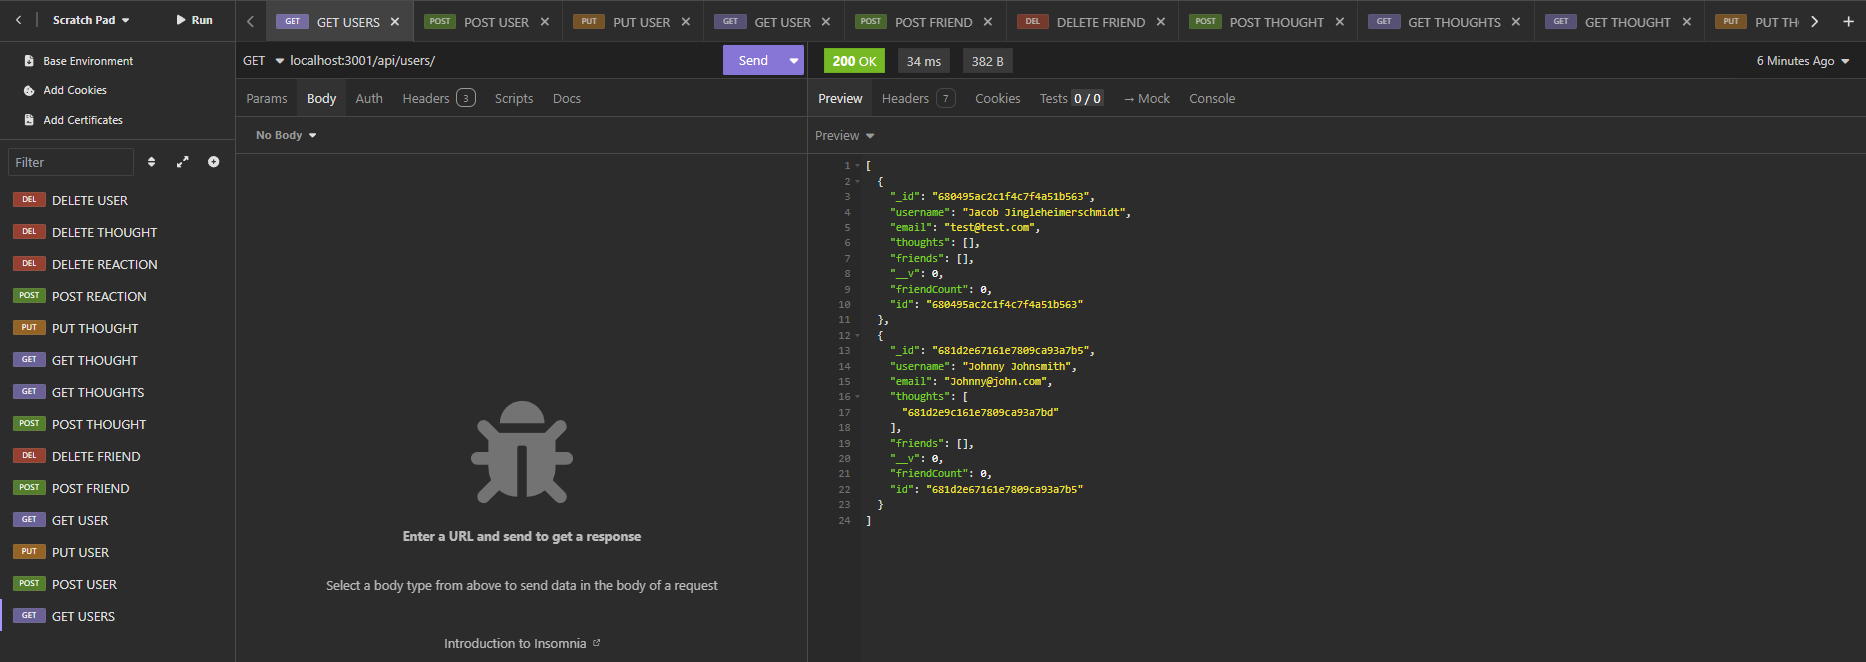 Scratch Pad
Run
GET GET USERS
POST POST USER
PUT PUT USER
GET GET USER
POST POST FRIEND
DEL DELETE FRIEND
POST POST THOUGHT
GET GET THOUGHTS
GET GET THOUGHT
PUT PUT TH
Base Environment
Add Cookies
Add Certificates
Filter
DEL DELETE USER
DEL DELETE THOUGHT
DEL DELETE REACTION
POST POST REACTION
PUT PUT THOUGHT
GET GET THOUGHT
GET GET THOUGHTS
POST POST THOUGHT
DEL DELETE FRIEND
POST POST FRIEND
GET GET USER
PUT PUT USER
POST POST USER
GET GET USERS
GET localhost:3001/api/users/
Send
Params Body Auth Headers 3 Scripts Docs
No Body
Enter a URL and send to get a response
Select a body type from above to send data in the body of a request
Introduction to Insomnia
200 OK 34 ms 382 B
6 Minutes Ago
Preview Headers 7 Cookies Tests 0 / 0 → Mock Console
Preview
1 [
2 {
3 "_id": "680495ac2c1f4c7f4a51b563",
4 "username": "Jacob Jingleheimerschmidt",
5 "email": "test@test.com",
6 "thoughts": [],
7 "friends": [],
8 "__v": 0,
9 "friendCount": 0,
10 "id": "680495ac2c1f4c7f4a51b563"
11 },
12 {
13 "_id": "681d2e67161e7809ca93a7b5",
14 "username": "Johnny Johnsmith",
15 "email": "Johnny@john.com",
16 "thoughts": [
17 "681d2e9c161e7809ca93a7bd"
18 ],
19 "friends": [],
20 "__v": 0,
21 "friendCount": 0,
22 "id": "681d2e67161e7809ca93a7b5"
23 }
24 ]